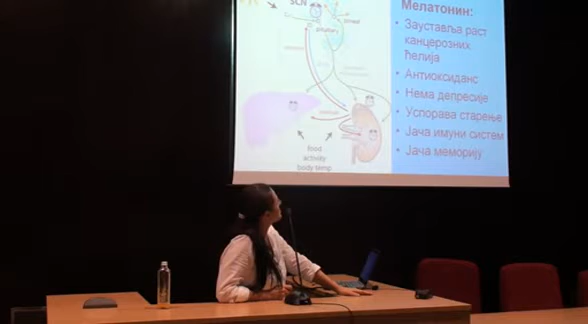 SCN
pineal
pituitary
food
activity
body temp
Мелатонин:
• Зауставља раст
канцерозних
ћелија
• Антиоксиданс
• Нема депресије
• Успорава старење
• Јача имуни систем
• Јача меморију